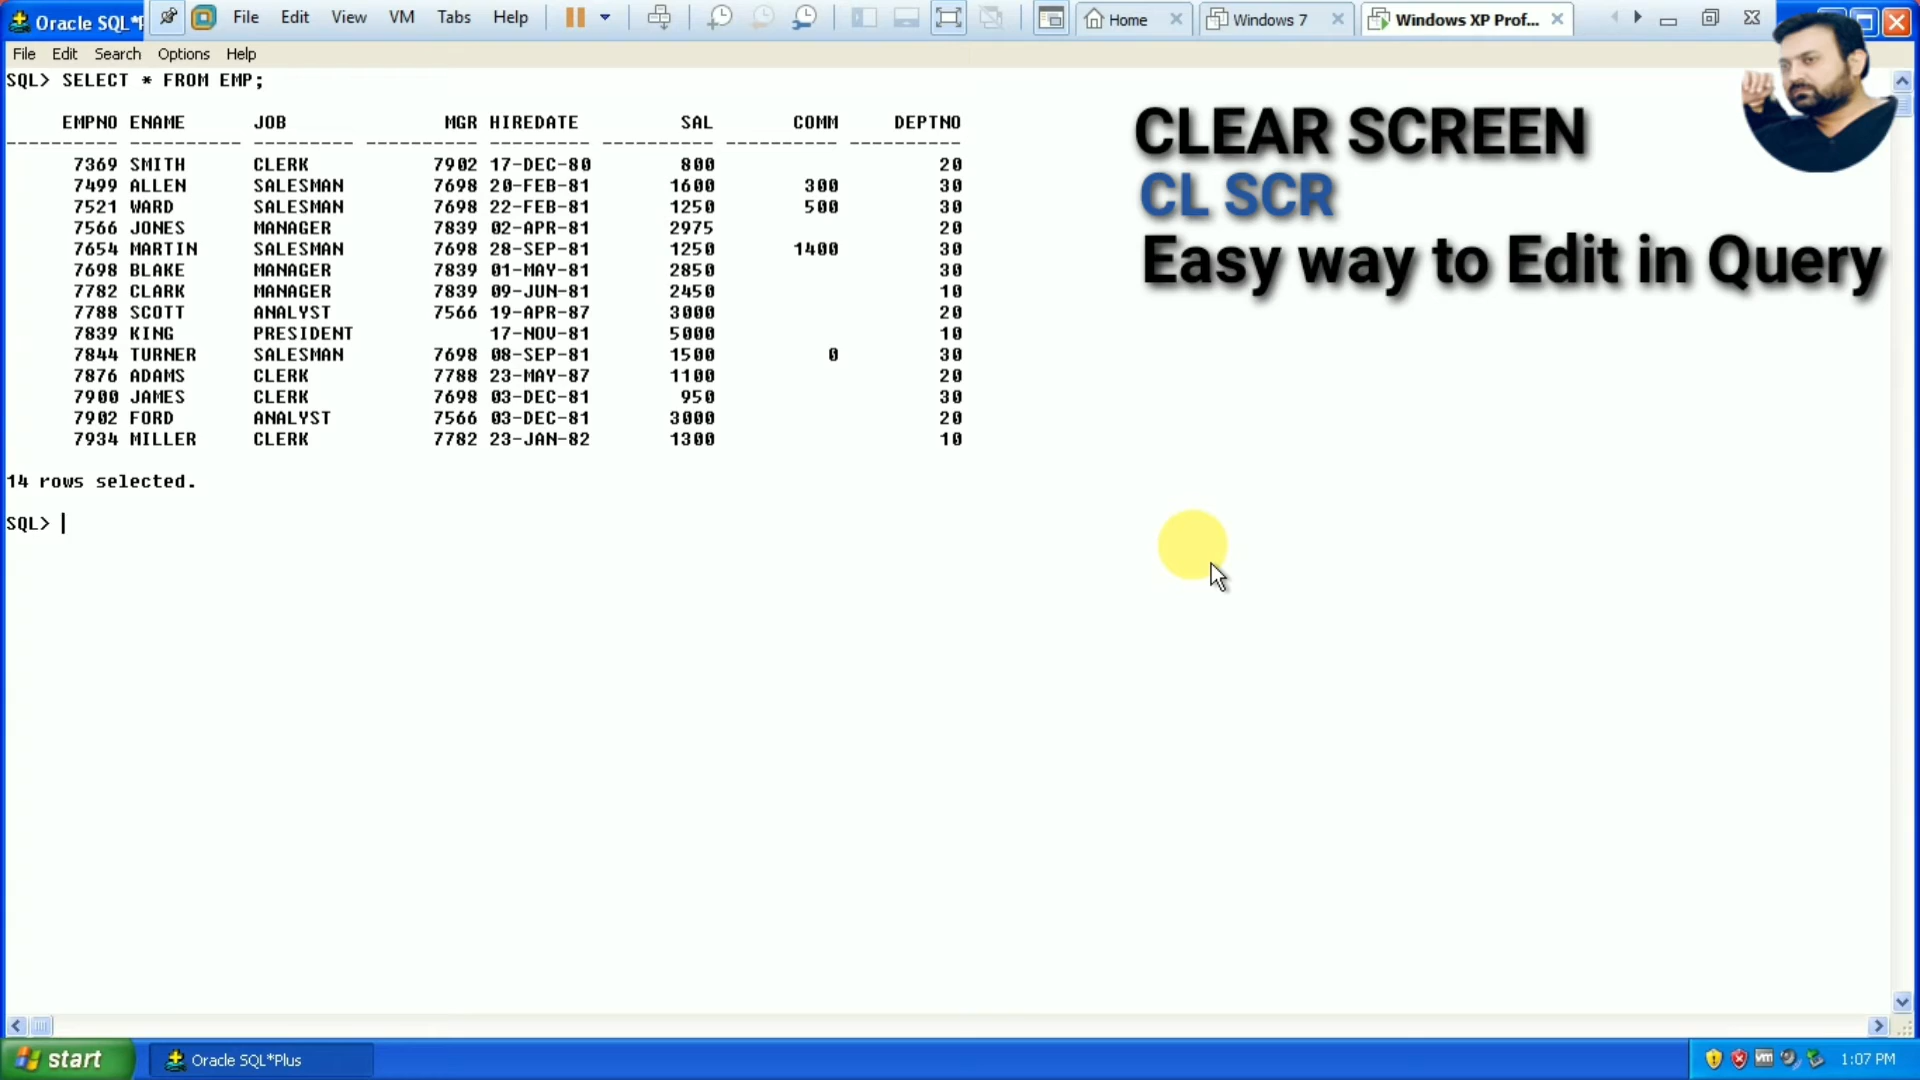 Oracle SQL*P File Edit View VM Tabs Help Home Windows 7 Windows XP Prof...
File Edit Search Options Help
SQL> SELECT * FROM EMP;
EMPNO ENAME JOB MGR HIREDATE SAL COMM DEPTNO
---------- ---------- --------- ---------- --------- ---------- ---------- ----------
7369 SMITH CLERK 7902 17-DEC-80 800 20
7499 ALLEN SALESMAN 7698 20-FEB-81 1600 300 30
7521 WARD SALESMAN 7698 22-FEB-81 1250 500 30
7566 JONES MANAGER 7839 02-APR-81 2975 20
7654 MARTIN SALESMAN 7698 28-SEP-81 1250 1400 30
7698 BLAKE MANAGER 7839 01-MAY-81 2850 30
7782 CLARK MANAGER 7839 09-JUN-81 2450 10
7788 SCOTT ANALYST 7566 19-APR-87 3000 20
7839 KING PRESIDENT 17-NOV-81 5000 10
7844 TURNER SALESMAN 7698 08-SEP-81 1500 0 30
7876 ADAMS CLERK 7788 23-MAY-87 1100 20
7900 JAMES CLERK 7698 03-DEC-81 950 30
7902 FORD ANALYST 7566 03-DEC-81 3000 20
7934 MILLER CLERK 7782 23-JAN-82 1300 10
14 rows selected.
SQL>
CLEAR SCREEN
CL SCR
Easy way to Edit in Query
start Oracle SQL*Plus vm 1:07 PM